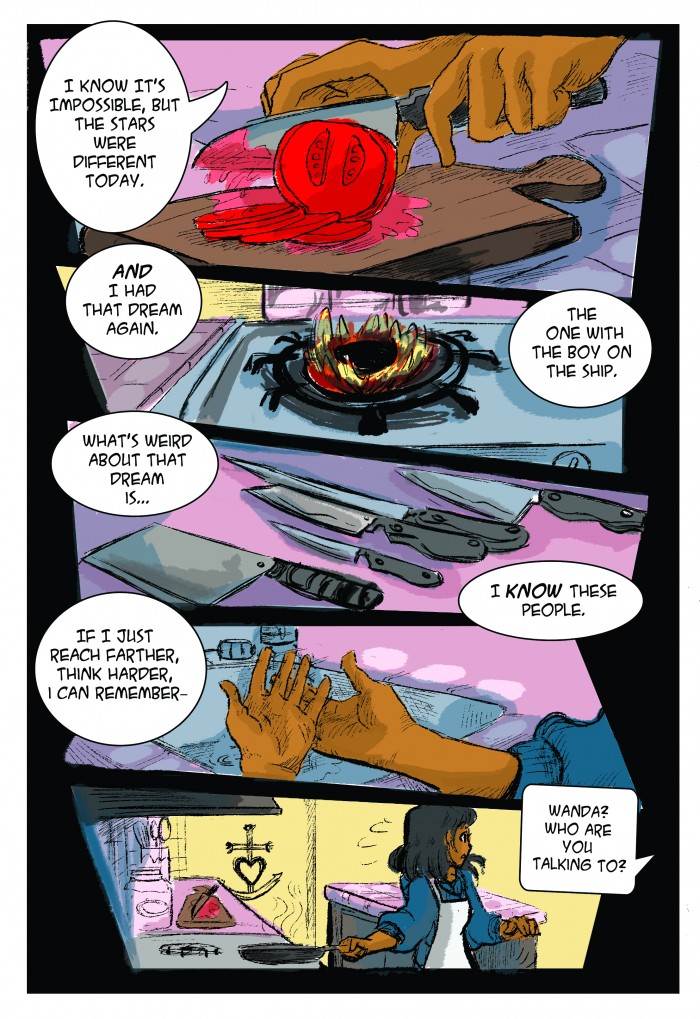 I KNOW IT'S
IMPOSSIBLE, BUT
THE STARS
WERE
DIFFERENT
TODAY.
AND
I HAD
THAT DREAM
AGAIN.
THE
ONE WITH
THE BOY ON
THE SHIP.
WHAT'S WEIRD
ABOUT THAT
DREAM
IS...
I KNOW THESE
PEOPLE.
IF I JUST
REACH FARTHER,
THINK HARDER,
I CAN REMEMBER-
WANDA?
WHO ARE
YOU
TALKING TO?